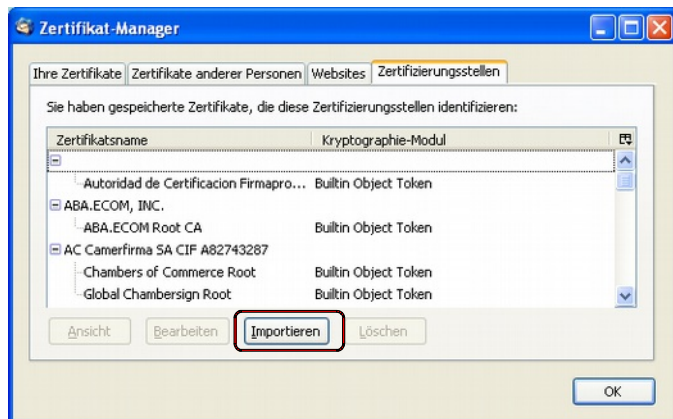 Zertifikat-Manager
Ihre Zertifikate Zertifikate anderer Personen Websites Zertifizierungsstellen
Sie haben gespeicherte Zertifikate, die diese Zertifizierungsstellen identifizieren:
Zertifikatsname Kryptographie-Modul
Autoridad de Certificacion Firmapro... Builtin Object Token
ABA.ECOM, INC.
ABA.ECOM Root CA Builtin Object Token
AC Camerfirma SA CIF A82743287
Chambers of Commerce Root Builtin Object Token
Global Chambersign Root Builtin Object Token
Ansicht Bearbeiten Importieren Löschen
OK